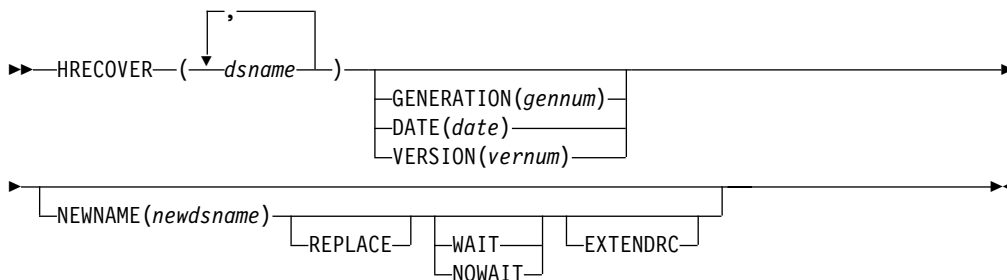 ,
HRECOVER ( dsname )
GENERATION(gennum)
DATE(date)
VERSION(vernum)
NEWNAME(newdsname)
REPLACE WAIT EXTENDRC
NOWAIT